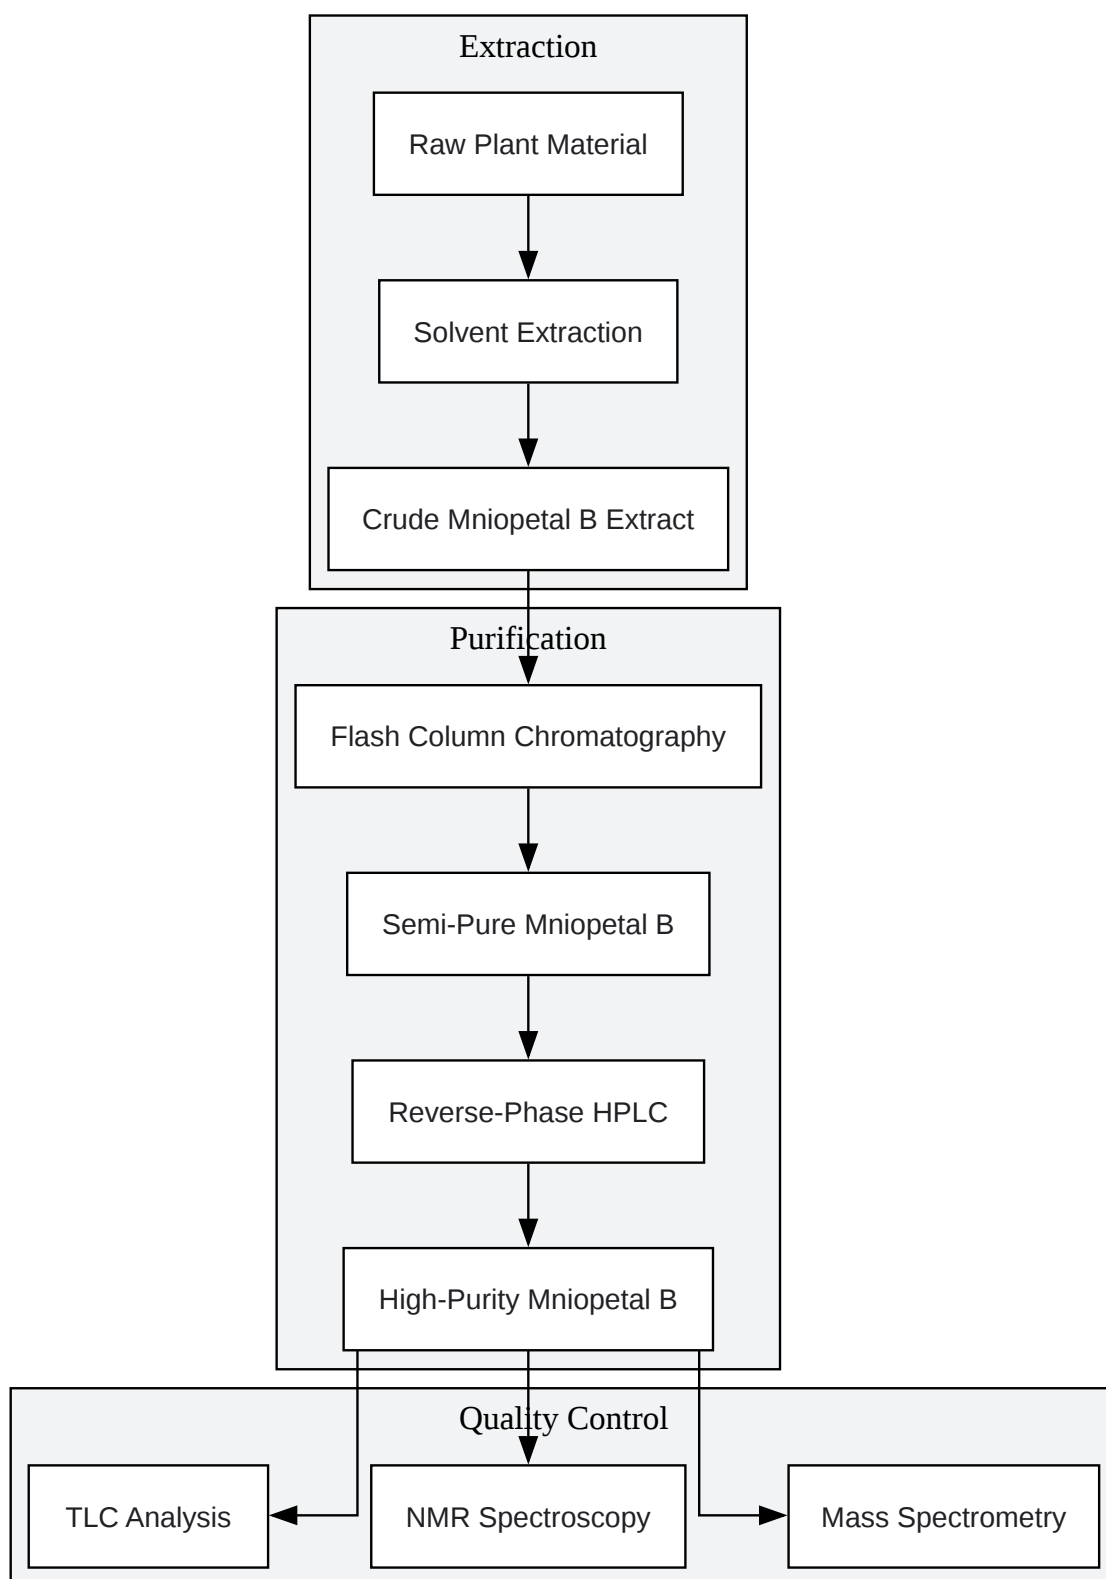 Extraction
Raw Plant Material
Solvent Extraction
Crude Mniopetal B Extract
Purification
Flash Column Chromatography
Semi-Pure Mniopetal B
Reverse-Phase HPLC
High-Purity Mniopetal B
Quality Control
TLC Analysis
NMR Spectroscopy
Mass Spectrometry